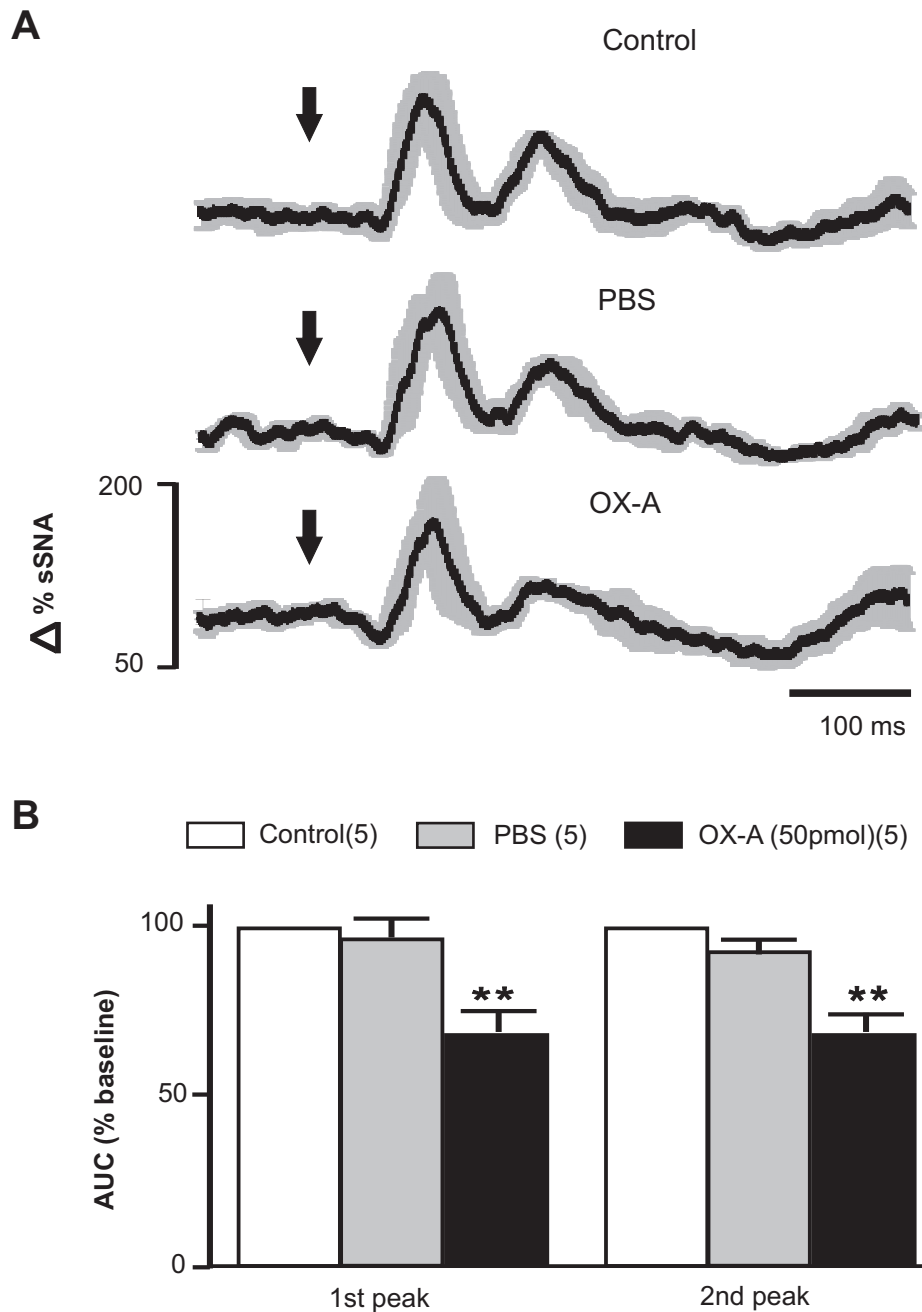 A
Control
PBS
OX-A
200
Δ % sSNA
50
100 ms
B
Control(5) PBS (5) OX-A (50pmol)(5)
100
** **
50
AUC (% baseline)
0
1st peak 2nd peak